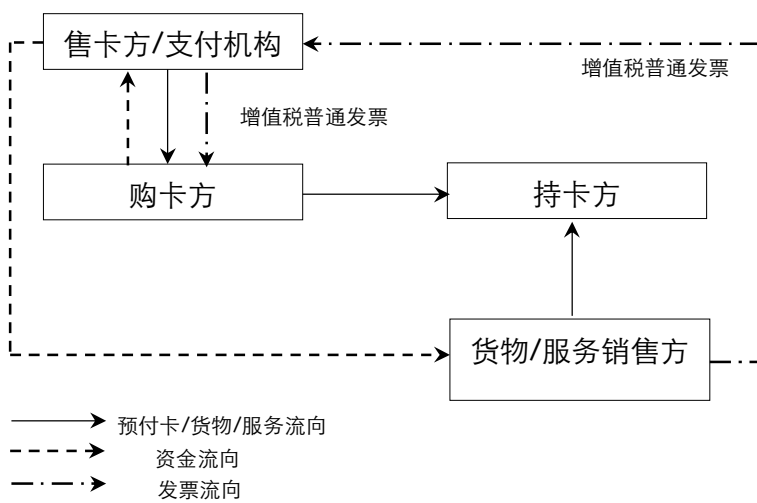 售卡方/支付机构
增值税普通发票
增值税普通发票
购卡方
持卡方
货物/服务销售方
预付卡/货物/服务流向
资金流向
发票流向